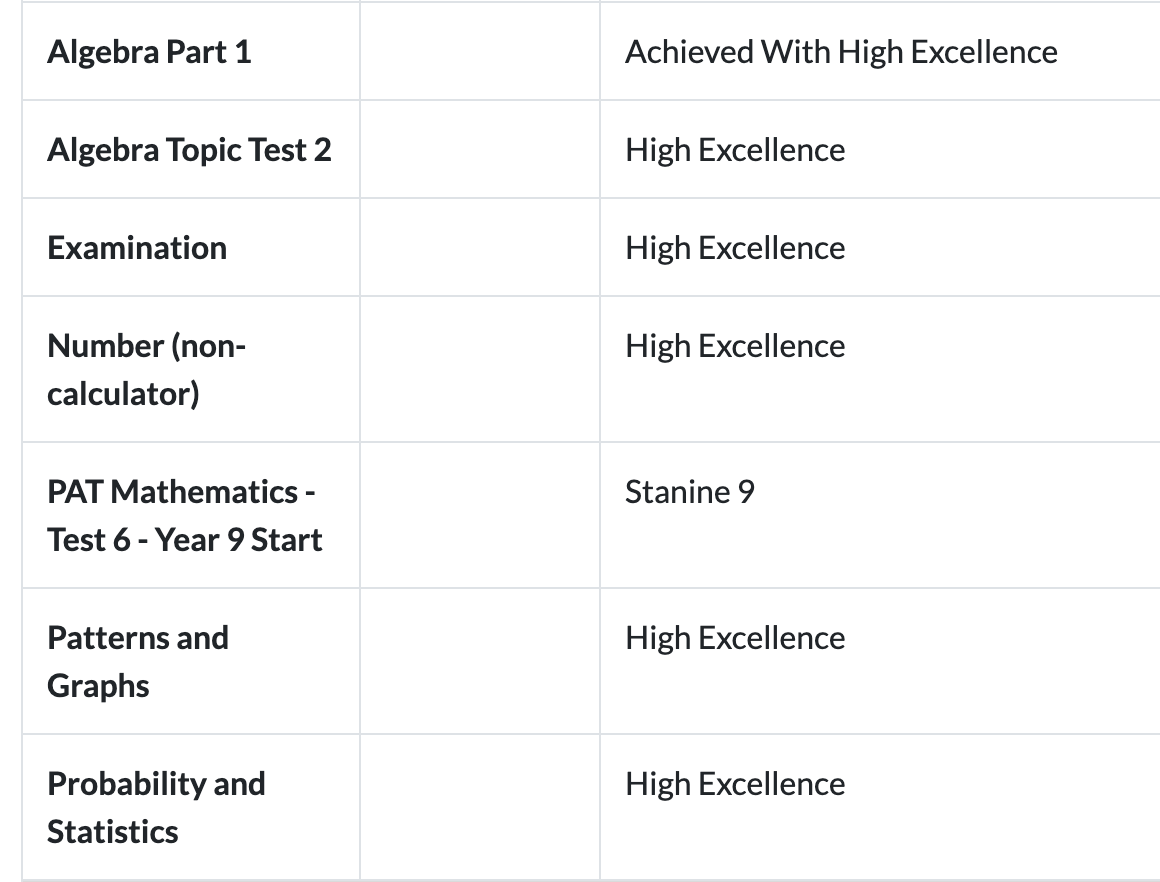 Algebra Part 1
Achieved With High Excellence
Algebra Topic Test 2
High Excellence
Examination
High Excellence
Number (non-
calculator)
High Excellence
PAT Mathematics -
Test 6 - Year 9 Start
Stanine 9
Patterns and
Graphs
High Excellence
Probability and
Statistics
High Excellence